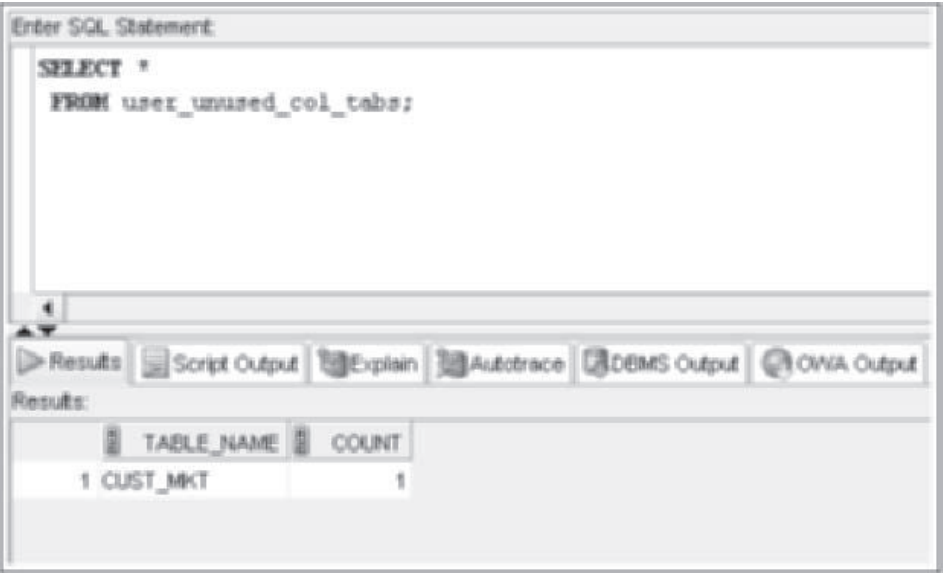 Enter SQL Statement:
SELECT *
FROM user_unused_col_tabs;
Results Script Output Explain Autotrace DBMS Output OWA Output
Results:
TABLE_NAME COUNT
1 CUST_MKT 1